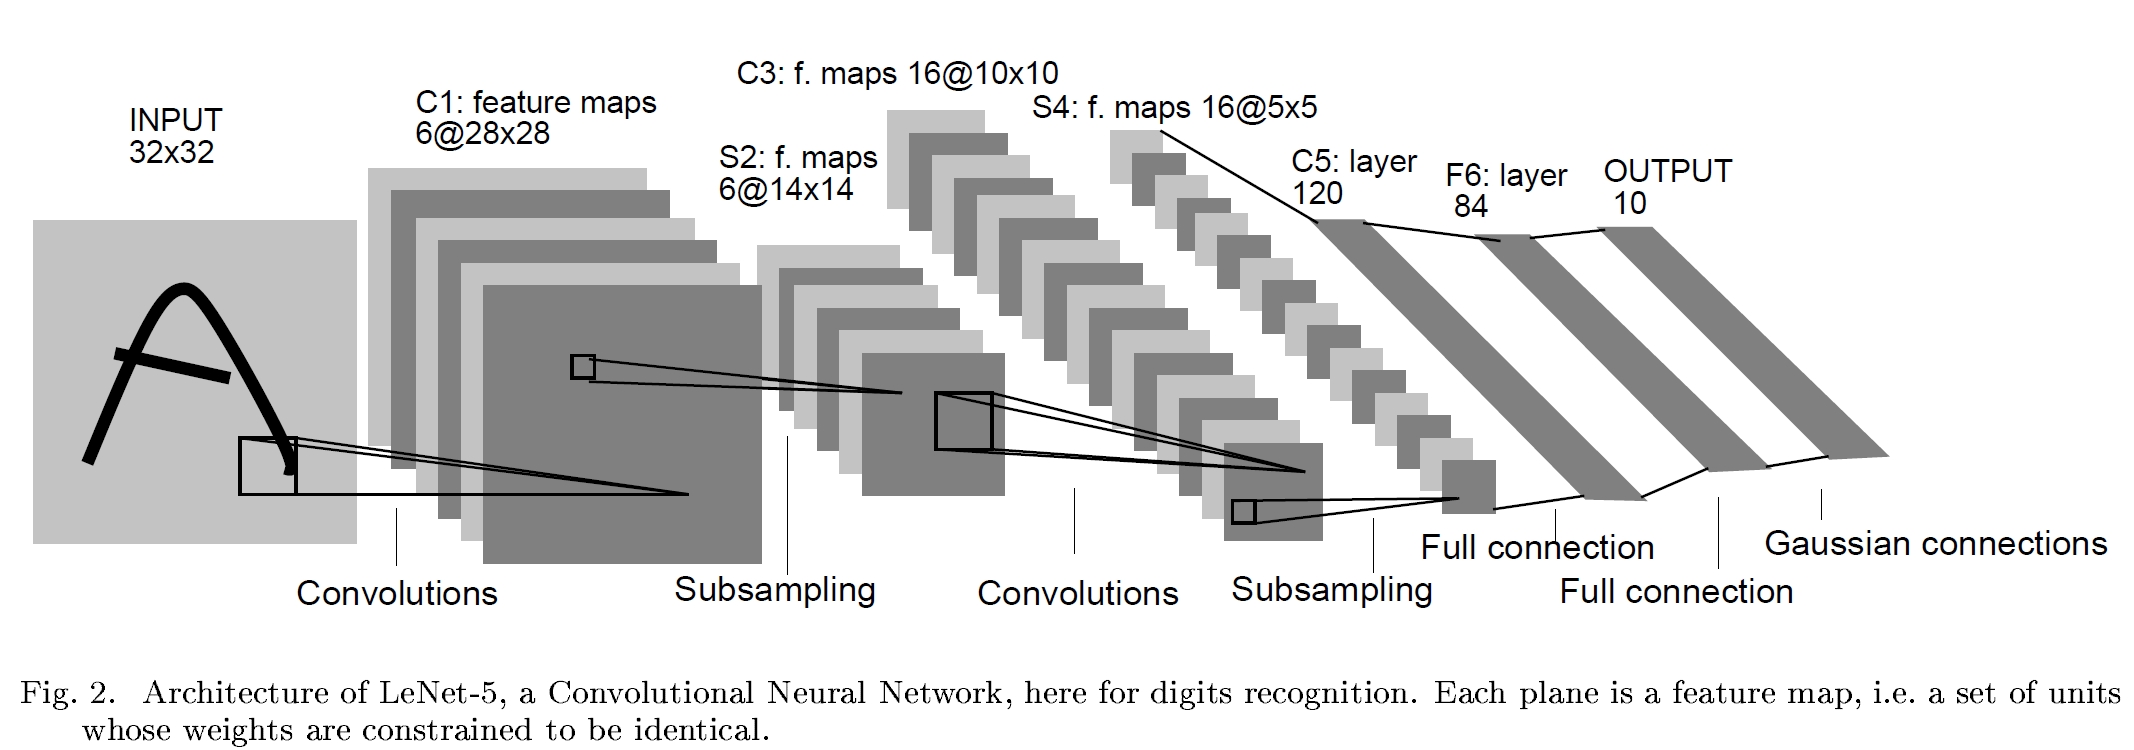 INPUT
32x32
C1: feature maps
6@28x28
S2: f. maps
6@14x14
C3: f. maps 16@10x10
S4: f. maps 16@5x5
C5: layer
120
F6: layer
84
OUTPUT
10
Convolutions
Subsampling
Convolutions
Subsampling
Full connection
Full connection
Gaussian connections
Fig. 2. Architecture of LeNet-5, a Convolutional Neural Network, here for digits recognition. Each plane is a feature map, i.e. a set of units
whose weights are constrained to be identical.